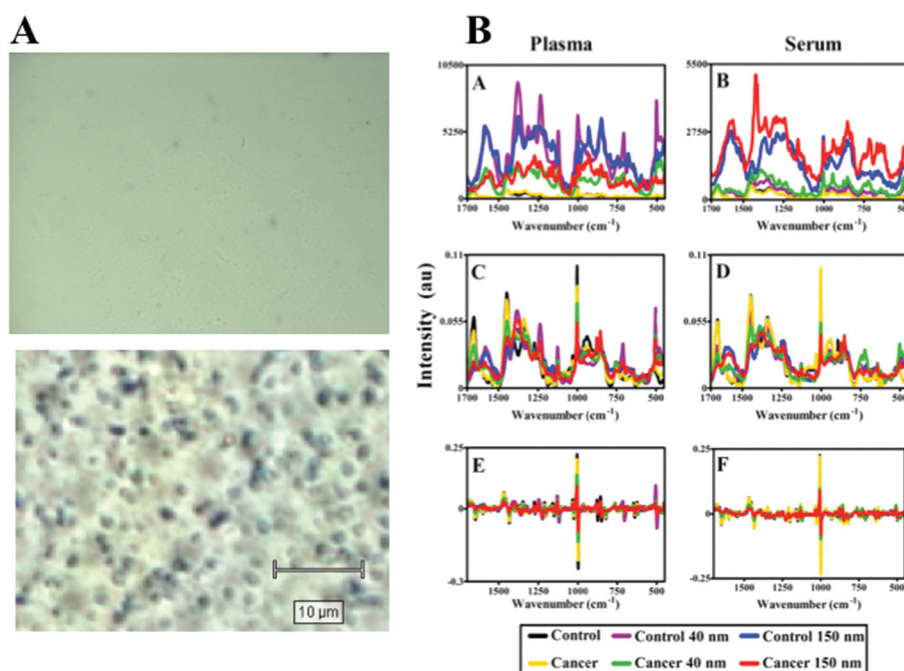 A
10 µm
B
Plasma
Serum
Intensity (au)
A
10500
5250
0
1700 1500 1250 1000 750 500
Wavenumber (cm⁻¹)
B
5500
2750
0
1700 1500 1250 1000 750 500
Wavenumber (cm⁻¹)
C
0.11
0.055
0
1700 1500 1250 1000 750 500
Wavenumber (cm⁻¹)
D
0.11
0.055
0
1700 1500 1250 1000 750 500
Wavenumber (cm⁻¹)
E
0.25
0
-0.3
1500 1250 1000 750 500
Wavenumber (cm⁻¹)
F
0.25
0
-0.25
1500 1250 1000 750 500
Wavenumber (cm⁻¹)
Control Control 40 nm Control 150 nm
Cancer Cancer 40 nm Cancer 150 nm